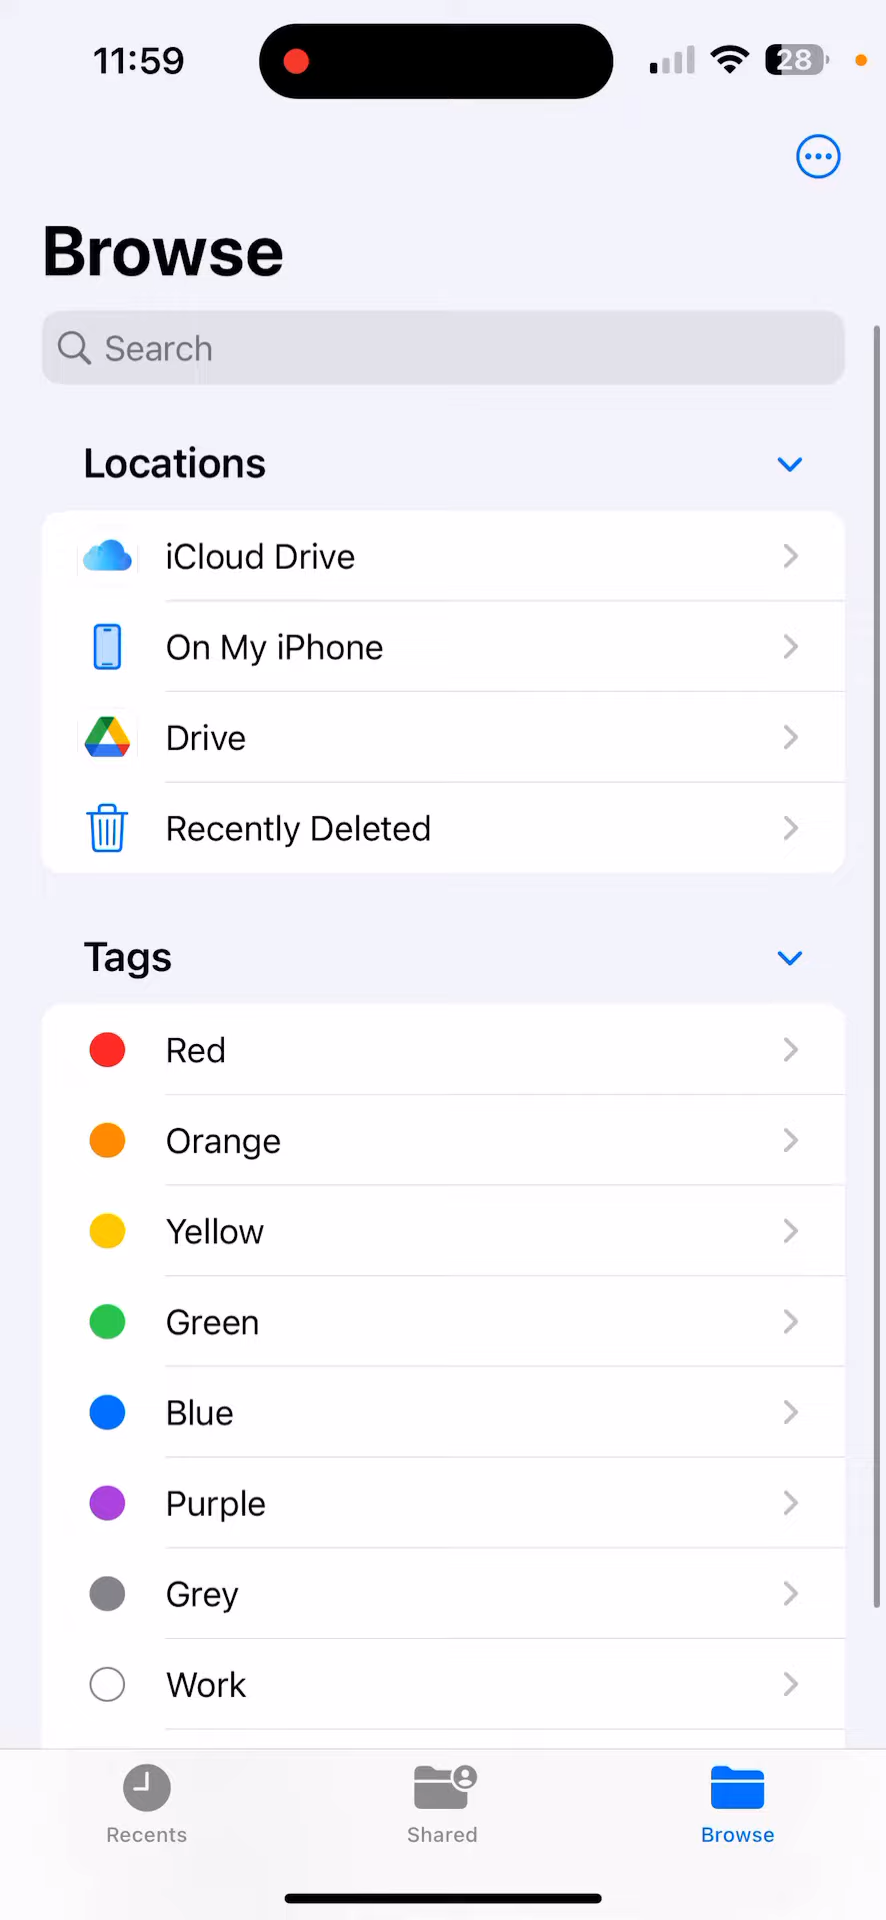 11:59
28
Browse
Search
Locations
iCloud Drive
On My iPhone
Drive
Recently Deleted
Tags
Red
Orange
Yellow
Green
Blue
Purple
Grey
Work
Recents
Shared
Browse